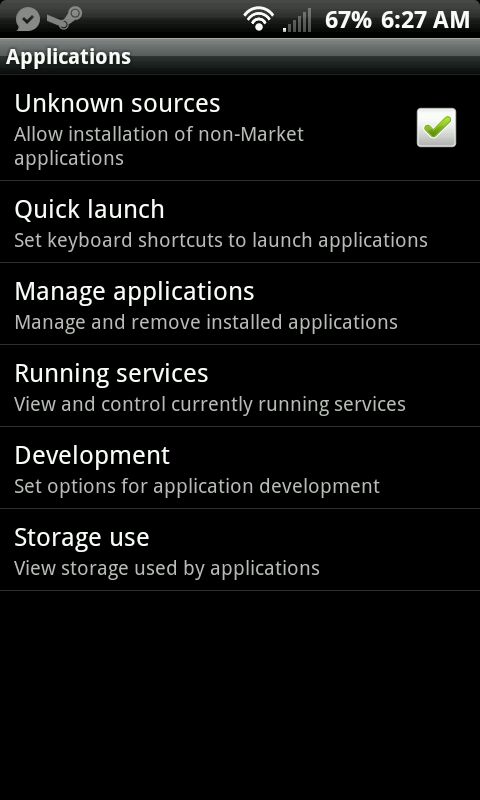 67% 6:27 AM
Applications
Unknown sources
Allow installation of non-Market
applications
Quick launch
Set keyboard shortcuts to launch applications
Manage applications
Manage and remove installed applications
Running services
View and control currently running services
Development
Set options for application development
Storage use
View storage used by applications